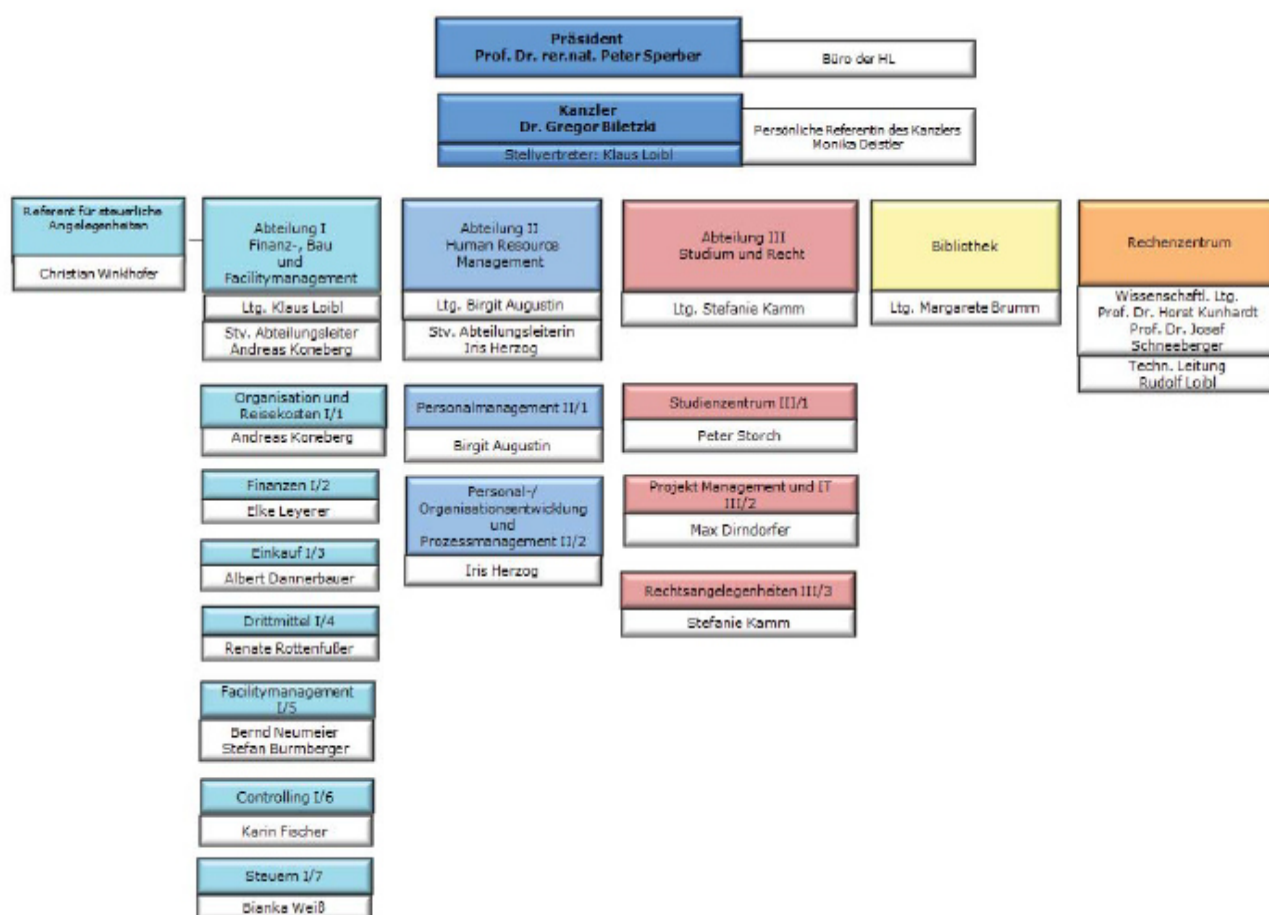 Präsident
Prof. Dr. rer.nat. Peter Sperber
Büro der HL
Kanzler
Dr. Gregor Biletzki
Stellvertreter: Klaus Loibl
Persönliche Referentin des Kanzlers
Monika Deistler
Referent für steuerliche
Angelegenheiten
Christian Winklhofer
Abteilung I
Finanz-, Bau
und
Facilitymanagement
Ltg. Klaus Loibl
Stv. Abteilungsleiter
Andreas Koneberg
Organisation und
Reisekosten I/1
Andreas Koneberg
Finanzen I/2
Elke Leyerer
Einkauf I/3
Albert Dannerbauer
Drittmittel I/4
Renate Rottenfußer
Facilitymanagement
I/5
Bernd Neumeier
Stefan Burmberger
Controlling I/6
Karin Fischer
Steuern I/7
Bianka Weiß
Abteilung II
Human Resource
Management
Ltg. Birgit Augustin
Stv. Abteilungsleiterin
Iris Herzog
Personalmanagement II/1
Birgit Augustin
Personal-/
Organisationsentwicklung
und
Prozessmanagement II/2
Iris Herzog
Abteilung III
Studium und Recht
Ltg. Stefanie Kamm
Studienzentrum III/1
Peter Storch
Projekt Management und IT
III/2
Max Dirndorfer
Rechtsangelegenheiten III/3
Stefanie Kamm
Bibliothek
Ltg. Margarete Brumm
Rechenzentrum
Wissenschaftl. Ltg.
Prof. Dr. Horst Kunhardt
Prof. Dr. Josef
Schneeberger
Techn. Leitung
Rudolf Loibl